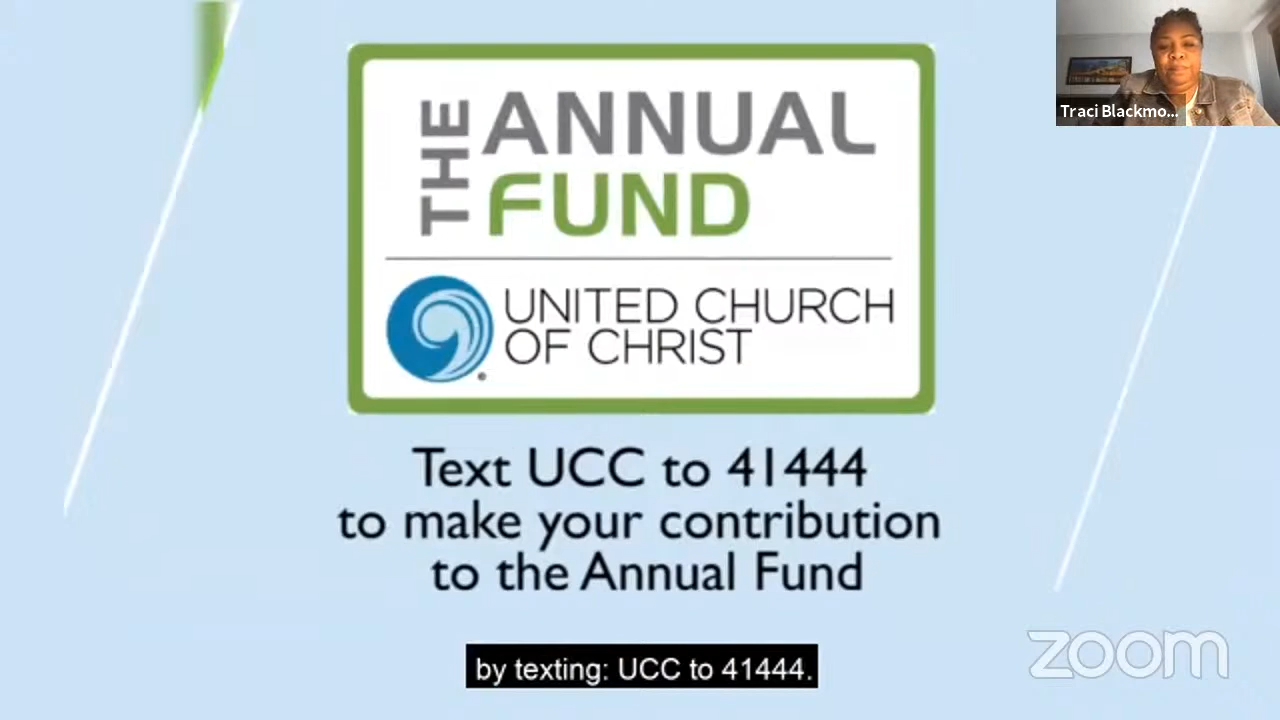 THE ANNUAL
FUND
UNITED CHURCH
OF CHRIST
Traci Blackmo...
Text UCC to 41444
to make your contribution
to the Annual Fund
by texting: UCC to 41444.
zoom